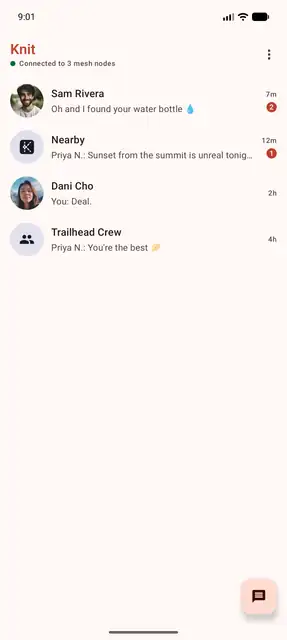 9:01
Knit
Connected to 3 mesh nodes
Sam Rivera
7m
Oh and I found your water bottle 💧
2
Nearby
12m
Priya N.: Sunset from the summit is unreal tonig...
1
Dani Cho
You: Deal.
2h
Trailhead Crew
Priya N.: You're the best 🥟
4h